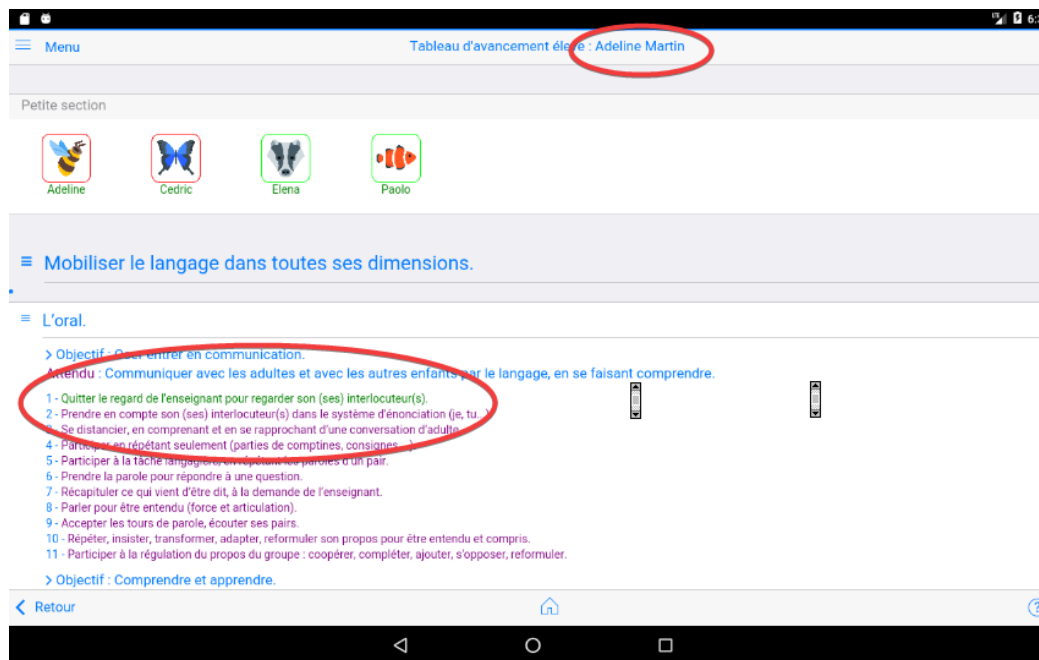 6:
Menu
Tableau d'avancement élève : Adeline Martin
Petite section
Adeline
Cedric
Elena
Paolo
Mobiliser le langage dans toutes ses dimensions.
L'oral.
> Objectif : Oser entrer en communication.
Attendu : Communiquer avec les adultes et avec les autres enfants par le langage, en se faisant comprendre.
1 - Quitter le regard de l'enseignant pour regarder son (ses) interlocuteur(s).
2 - Prendre en compte son (ses) interlocuteur(s) dans le système d'énonciation (je, tu...)
3 - Se distancier, en comprenant et en se rapprochant d'une conversation d'adulte.
4 - Participer en répétant seulement (parties de comptines, consignes...)
5 - Participer à la tâche langagière, en répétant les paroles d'un pair.
6 - Prendre la parole pour répondre à une question.
7 - Récapituler ce qui vient d'être dit, à la demande de l'enseignant.
8 - Parler pour être entendu (force et articulation).
9 - Accepter les tours de parole, écouter ses pairs.
10 - Répéter, insister, transformer, adapter, reformuler son propos pour être entendu et compris.
11 - Participer à la régulation du propos du groupe : coopérer, compléter, ajouter, s'opposer, reformuler.
> Objectif : Comprendre et apprendre.
Retour